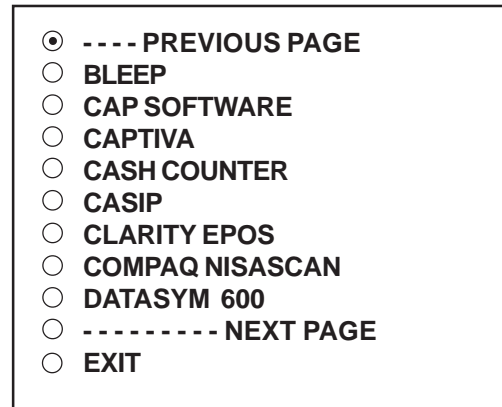 - - - - PREVIOUS PAGE
BLEEP
CAP SOFTWARE
CAPTIVA
CASH COUNTER
CASIP
CLARITY EPOS
COMPAQ NISASCAN
DATASYM 600
- - - - - - - - - NEXT PAGE
EXIT